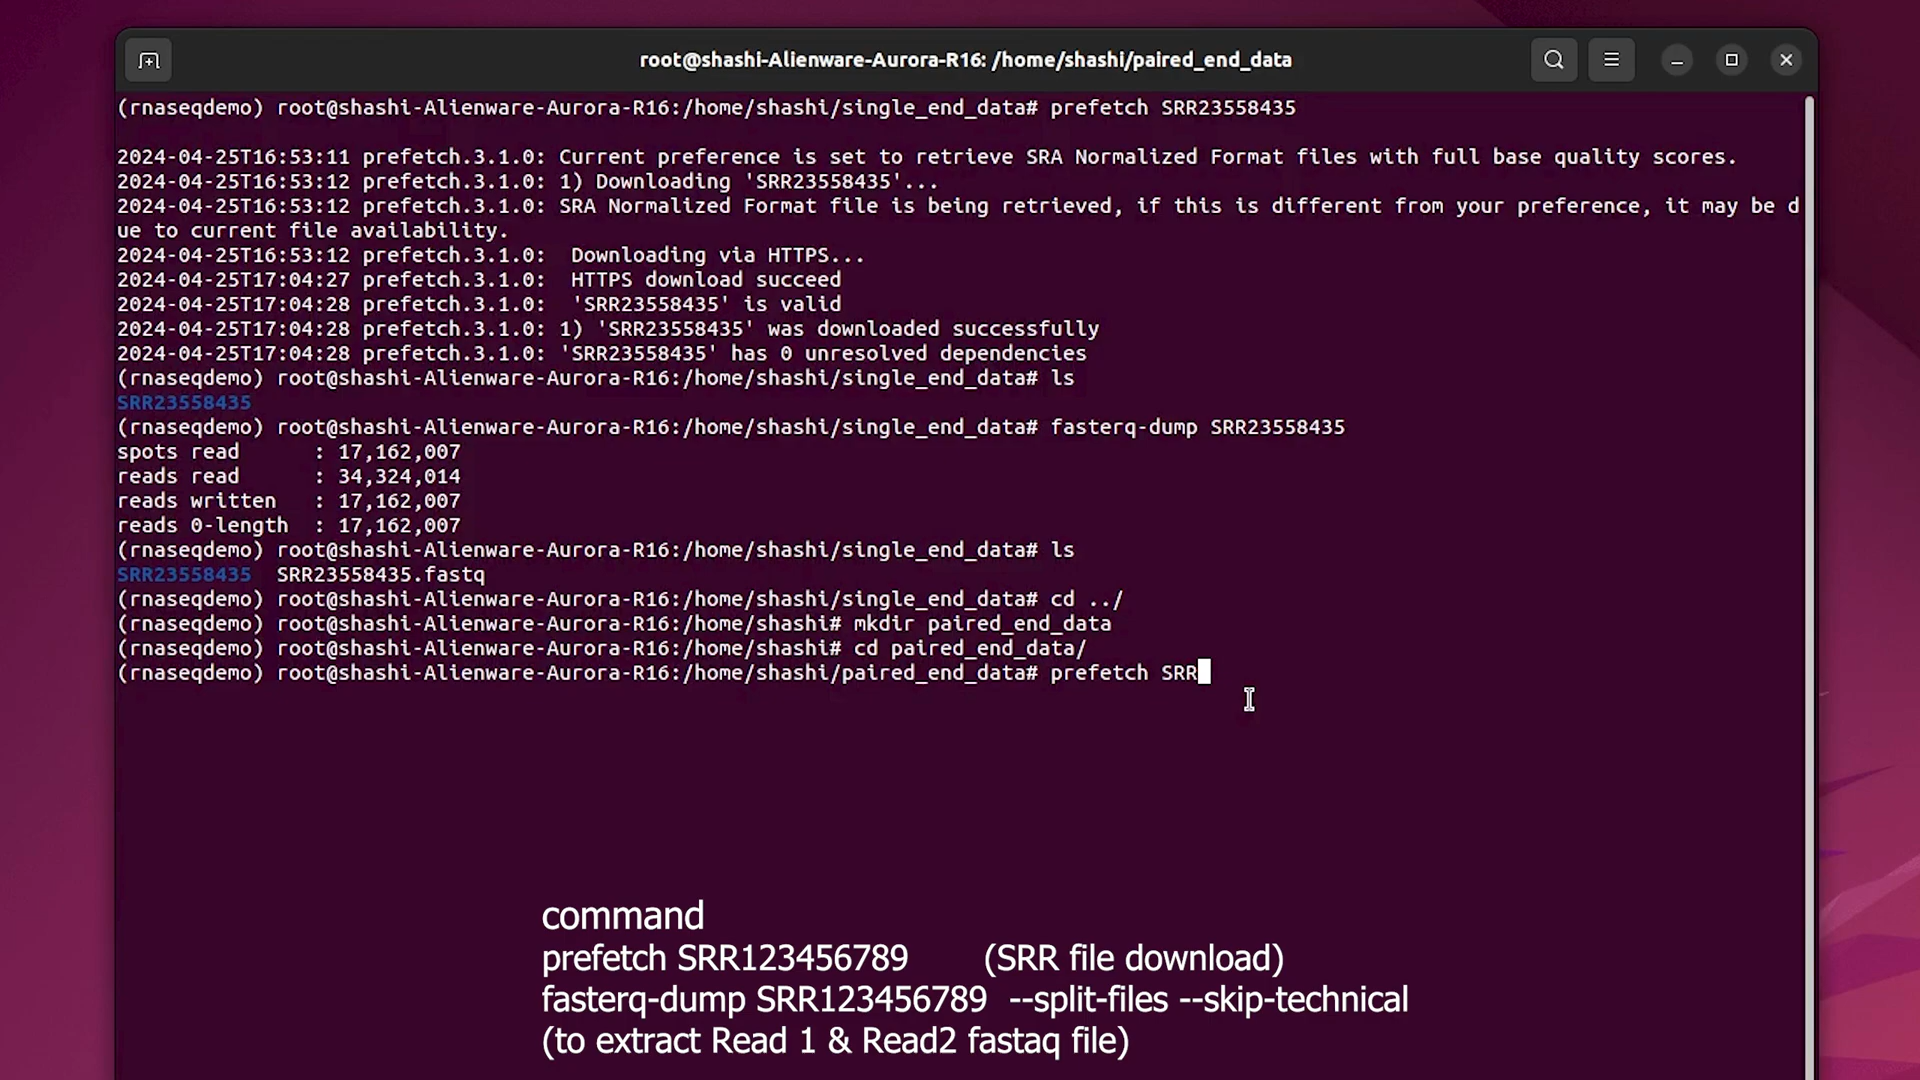 root@shashi-Alienware-Aurora-R16: /home/shashi/paired_end_data
(rnaseqdemo) root@shashi-Alienware-Aurora-R16:/home/shashi/single_end_data# prefetch SRR23558435
2024-04-25T16:53:11 prefetch.3.1.0: Current preference is set to retrieve SRA Normalized Format files with full base quality scores.
2024-04-25T16:53:12 prefetch.3.1.0: 1) Downloading 'SRR23558435'...
2024-04-25T16:53:12 prefetch.3.1.0: SRA Normalized Format file is being retrieved, if this is different from your preference, it may be d
ue to current file availability.
2024-04-25T16:53:12 prefetch.3.1.0:  Downloading via HTTPS...
2024-04-25T17:04:27 prefetch.3.1.0:  HTTPS download succeed
2024-04-25T17:04:28 prefetch.3.1.0:  'SRR23558435' is valid
2024-04-25T17:04:28 prefetch.3.1.0: 1) 'SRR23558435' was downloaded successfully
2024-04-25T17:04:28 prefetch.3.1.0: 'SRR23558435' has 0 unresolved dependencies
(rnaseqdemo) root@shashi-Alienware-Aurora-R16:/home/shashi/single_end_data# ls
SRR23558435
(rnaseqdemo) root@shashi-Alienware-Aurora-R16:/home/shashi/single_end_data# fasterq-dump SRR23558435
spots read      : 17,162,007
reads read      : 34,324,014
reads written   : 17,162,007
reads 0-length  : 17,162,007
(rnaseqdemo) root@shashi-Alienware-Aurora-R16:/home/shashi/single_end_data# ls
SRR23558435  SRR23558435.fastq
(rnaseqdemo) root@shashi-Alienware-Aurora-R16:/home/shashi/single_end_data# cd ../
(rnaseqdemo) root@shashi-Alienware-Aurora-R16:/home/shashi# mkdir paired_end_data
(rnaseqdemo) root@shashi-Alienware-Aurora-R16:/home/shashi# cd paired_end_data/
(rnaseqdemo) root@shashi-Alienware-Aurora-R16:/home/shashi/paired_end_data# prefetch SRR
command
prefetch SRR123456789 (SRR file download)
fasterq-dump SRR123456789 --split-files --skip-technical
(to extract Read 1 & Read2 fastaq file)